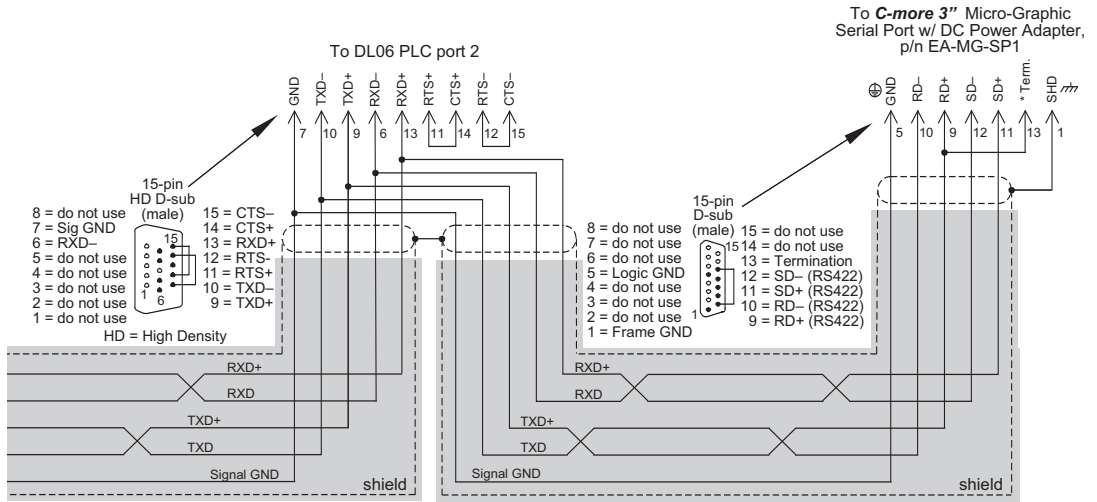 To C-more 3” Micro-Graphic
Serial Port w/ DC Power Adapter,
p/n EA-MG-SP1
To DL06 PLC port 2
GND TXD– TXD+ RXD– RXD+ RTS+ CTS+ RTS– CTS–
7 10 9 6 13 11 14 12 15
GND RD– RD+ SD– SD+ * Term. SHD
5 10 9 12 11 13 1
15-pin
HD D-sub
(male)
8 = do not use
7 = Sig GND
6 = RXD–
5 = do not use
4 = do not use
3 = do not use
2 = do not use
1 = do not use
15
1
6
15 = CTS–
14 = CTS+
13 = RXD+
12 = RTS-
11 = RTS+
10 = TXD–
9 = TXD+
HD = High Density
15-pin
D-sub
(male)
8 = do not use
7 = do not use
6 = do not use
5 = Logic GND
4 = do not use
3 = do not use
2 = do not use
1 = Frame GND
15
1
15 = do not use
14 = do not use
13 = Termination
12 = SD– (RS422)
11 = SD+ (RS422)
10 = RD– (RS422)
9 = RD+ (RS422)
RXD+
RXD
TXD+
TXD
Signal GND
shield
RXD+
RXD
TXD+
TXD
Signal GND
shield